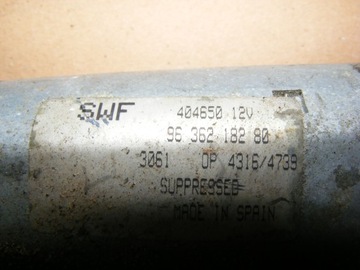 SWF 404650 12V
96 362 182 80
3061 OP 4316/4739
SUPPRESSED
MADE IN SPAIN